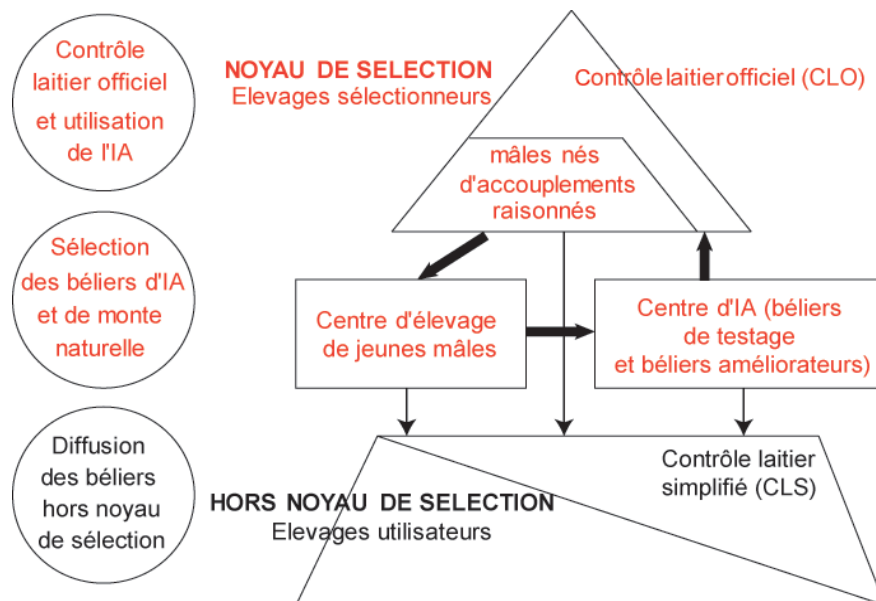 Contrôle
laitier officiel
et utilisation
de l'IA
NOYAU DE SELECTION
Elevages sélectionneurs
Contrôle laitier officiel (CLO)
mâles nés
d'accouplements
raisonnés
Sélection
des béliers d'IA
et de monte
naturelle
Centre d'élevage
de jeunes mâles
Centre d'IA (béliers
de testage
et béliers améliorateurs)
Diffusion
des béliers
hors noyau
de sélection
HORS NOYAU DE SELECTION
Elevages utilisateurs
Contrôle laitier
simplifié (CLS)